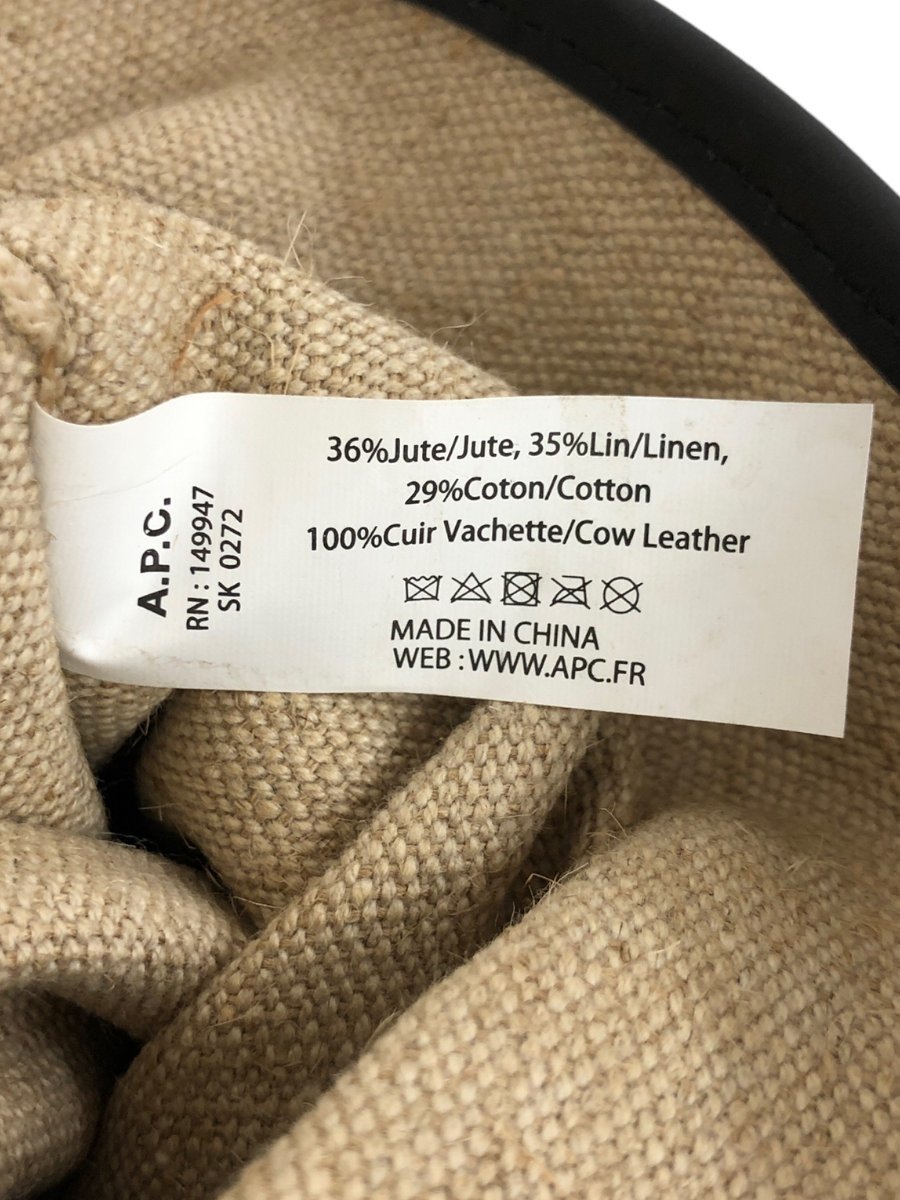 A.P.C.
RN : 149947
SK 0272
36%Jute/Jute, 35%Lin/Linen,
29%Coton/Cotton
100%Cuir Vachette/Cow Leather
MADE IN CHINA
WEB : WWW.APC.FR